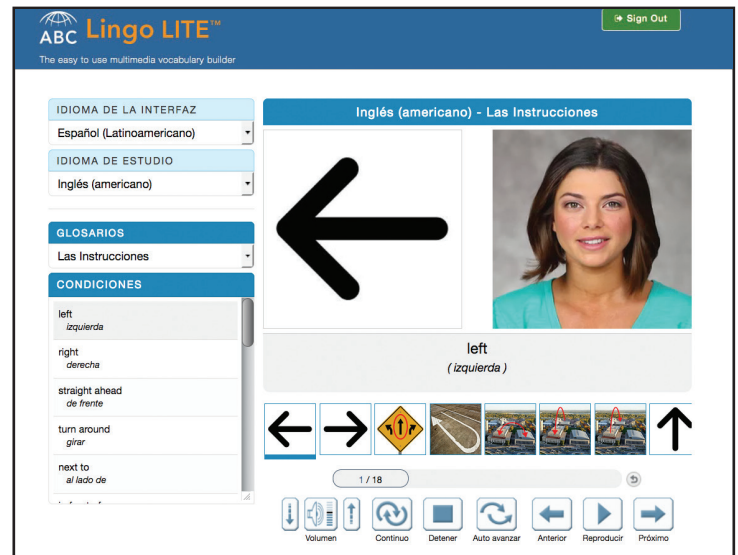 ABC Lingo LITE™
Sign Out
The easy to use multimedia vocabulary builder
IDIOMA DE LA INTERFAZ
Español (Latinoamericano)
IDIOMA DE ESTUDIO
Inglés (americano)
GLOSARIOS
Las Instrucciones
CONDICIONES
left
izquierda
right
derecha
straight ahead
de frente
turn around
girar
next to
al lado de
Inglés (americano) - Las Instrucciones
left
( izquierda )
1 / 18
Volumen
Continuo
Detener
Auto avanzar
Anterior
Reproducir
Próximo